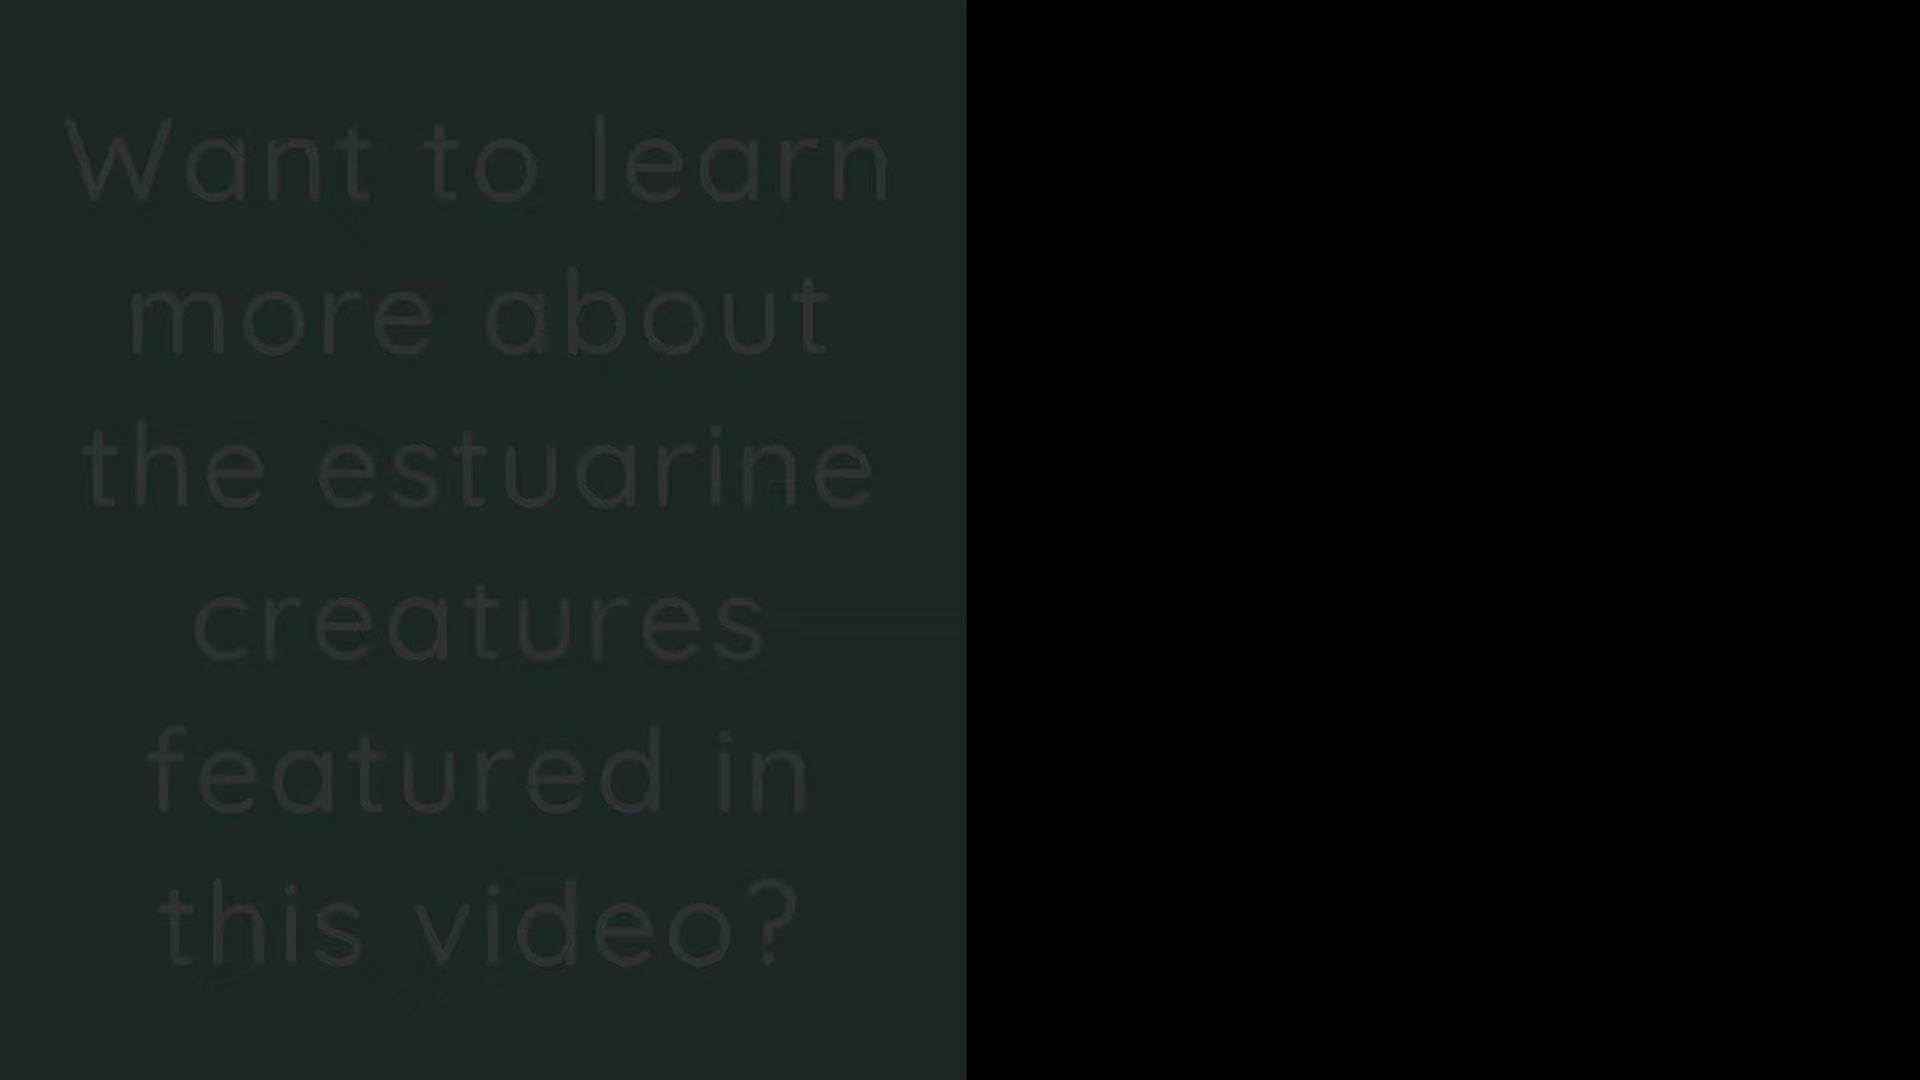 Want to learn
more about
the estuarine
creatures
featured in
this video?